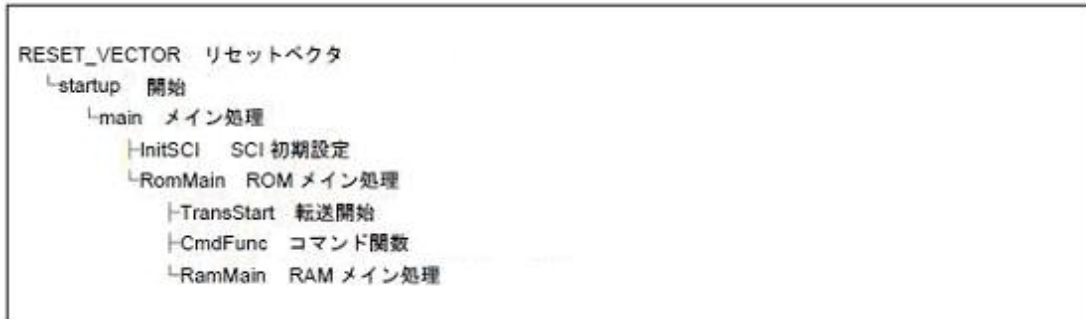 RESET_VECTOR リセットベクタ
└startup 開始
└main メイン処理
├InitSCI SCI 初期設定
└RomMain ROM メイン処理
├TransStart 転送開始
├CmdFunc コマンド関数
└RamMain RAM メイン処理